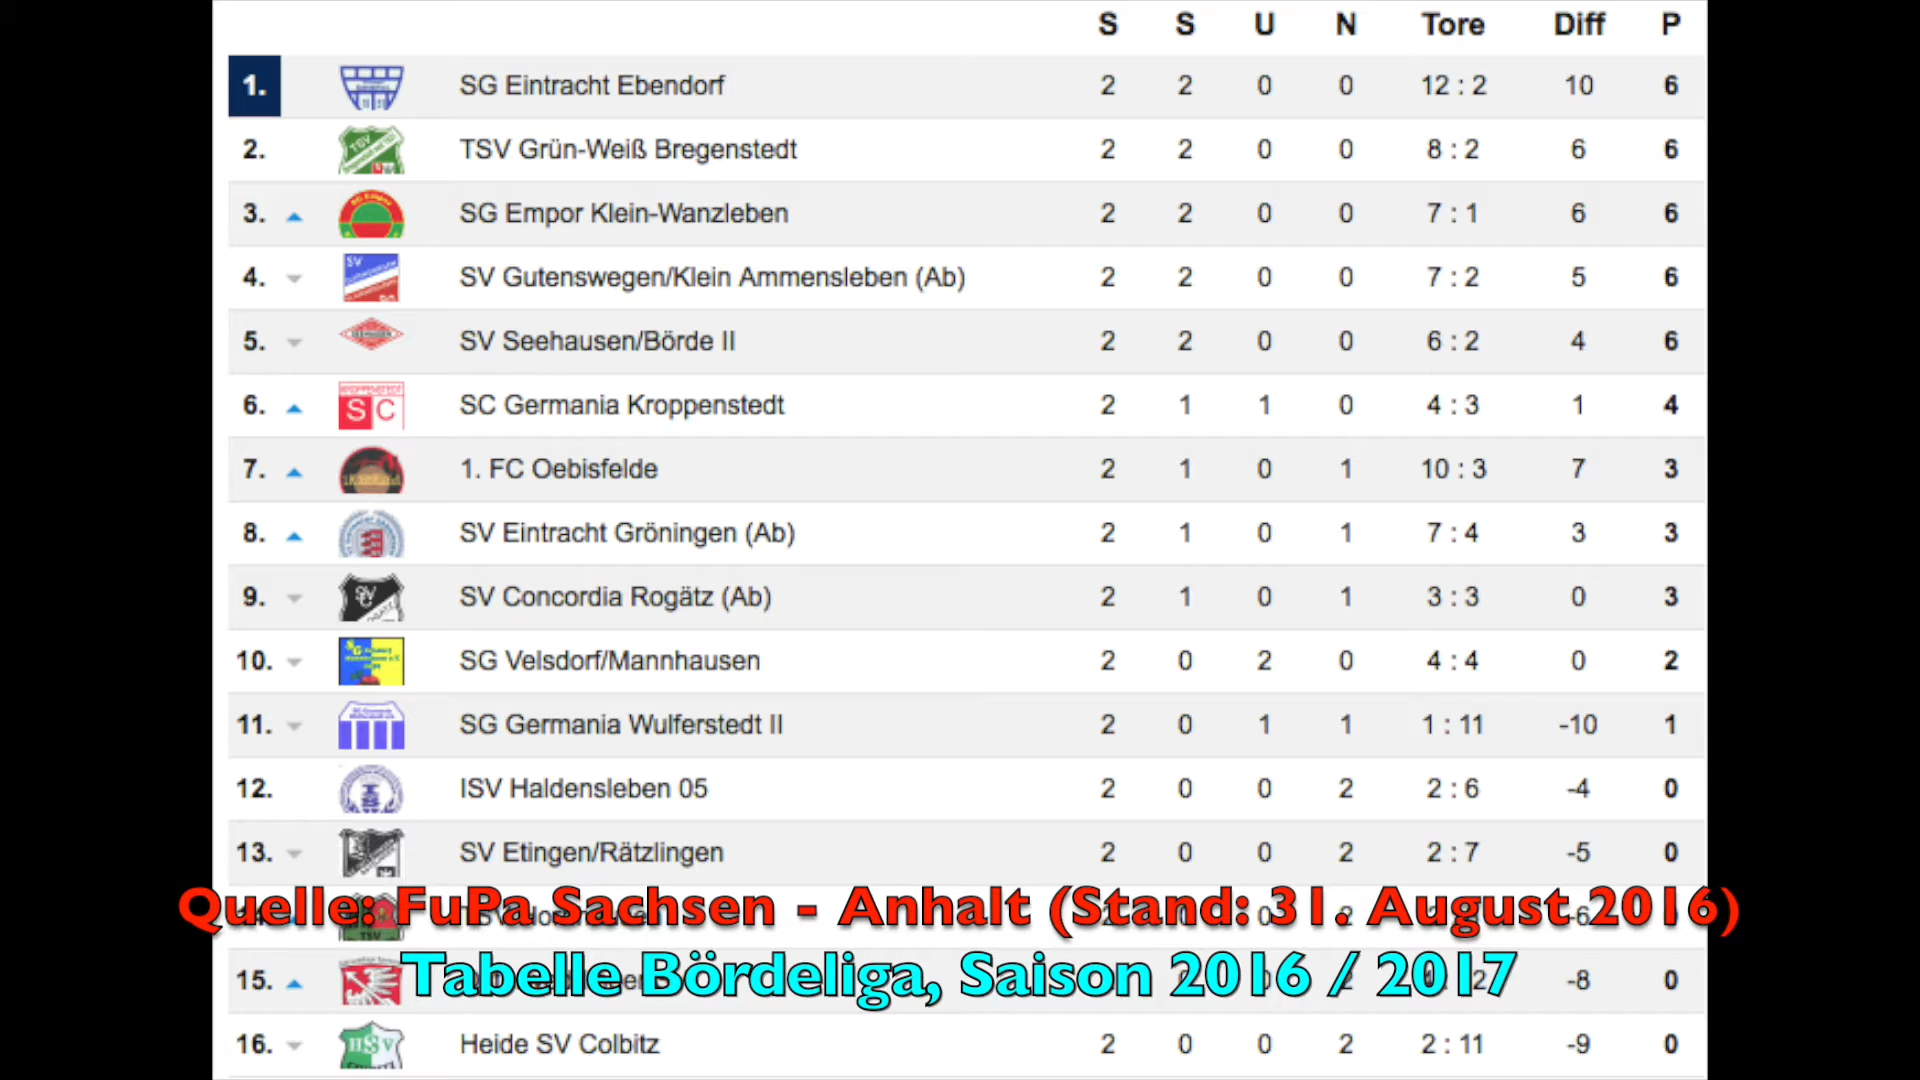 S S U N Tore Diff P
1. SG Eintracht Ebendorf 2 2 0 0 12 : 2 10 6
2. TSV TSV Grün-Weiß Bregenstedt 2 2 0 0 8 : 2 6 6
3. SG Empor Klein-Wanzleben 2 2 0 0 7 : 1 6 6
4. SV SV Gutenswegen/Klein Ammensleben (Ab) 2 2 0 0 7 : 2 5 6
5. SV Seehausen/Börde II 2 2 0 0 6 : 2 4 6
6. SC SC Germania Kroppenstedt 2 1 1 0 4 : 3 1 4
7. 1. FC Oebisfelde 2 1 0 1 10 : 3 7 3
8. SV Eintracht Gröningen (Ab) 2 1 0 1 7 : 4 3 3
9. SV Concordia Rogätz (Ab) 2 1 0 1 3 : 3 0 3
10. SG SG Velsdorf/Mannhausen 2 0 2 0 4 : 4 0 2
11. SG Germania Wulferstedt II 2 0 1 1 1 : 11 -10 1
12. ISV Haldensleben 05 2 0 0 2 2 : 6 -4 0
13. SV Etingen/Rätzlingen 2 0 0 2 2 : 7 -5 0
Quelle: FuPa Sachsen - Anhalt (Stand: 31. August 2016)
TSV
Tabelle Bördeliga, Saison 2016 / 2017
15. -8 0
16. HSV Heide SV Colbitz 2 0 0 2 2 : 11 -9 0